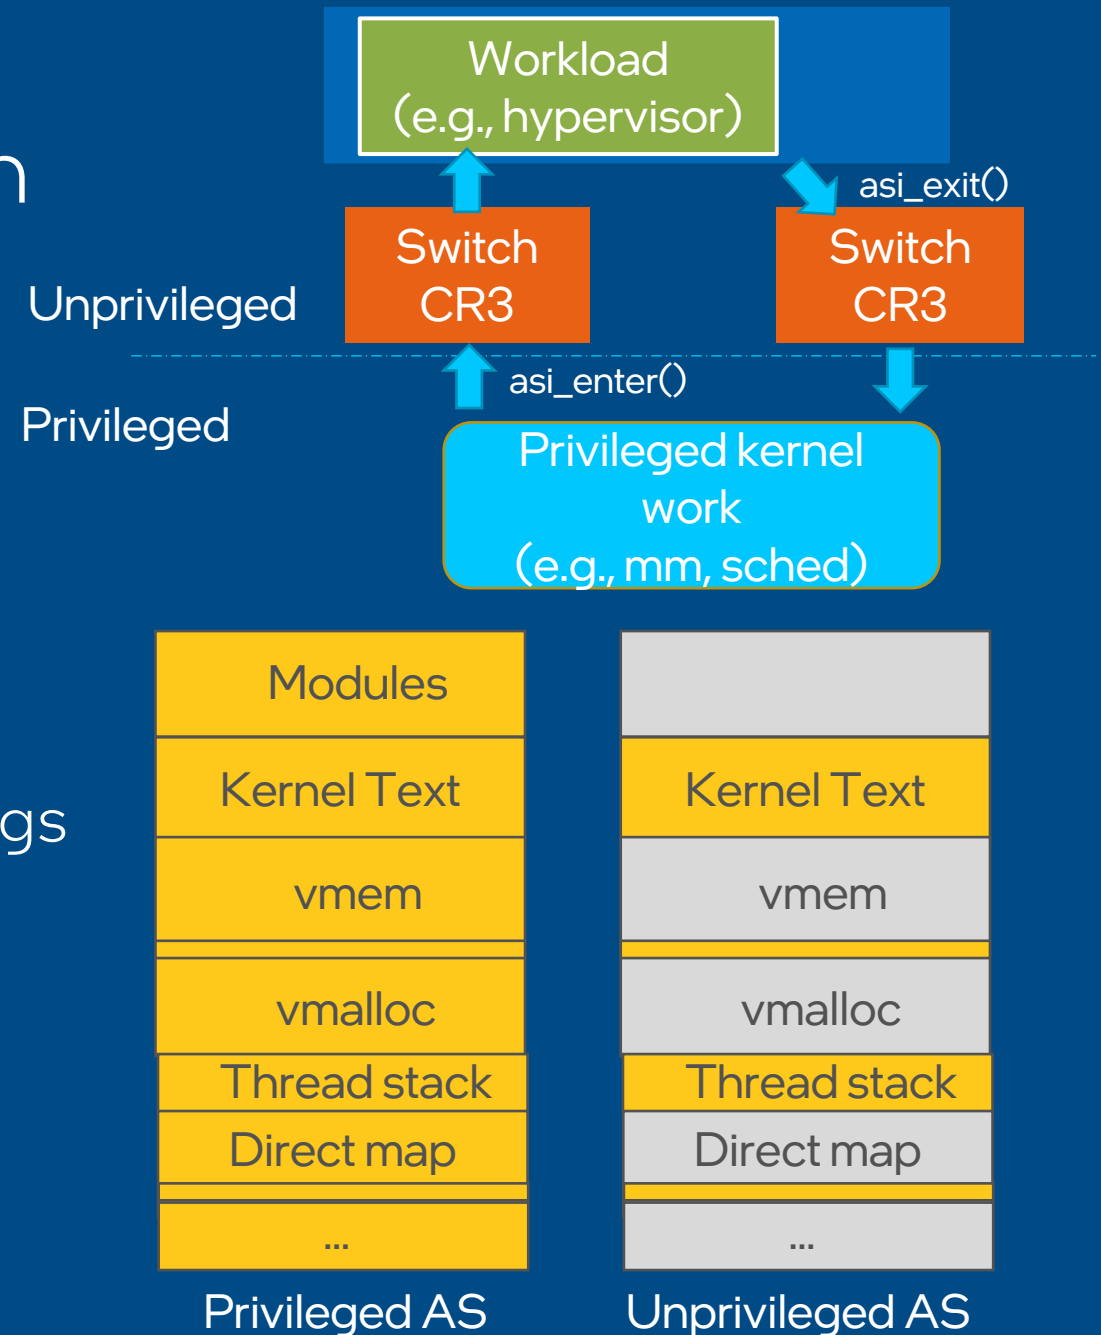 Workload
(e.g., hypervisor)
n
asi_exit()
Switch
CR3
Switch
CR3
Unprivileged
asi_enter()
Privileged
Privileged kernel
work
(e.g., mm, sched)
Modules
Kernel Text
Kernel Text
gs
vmem
vmem
vmalloc
vmalloc
Thread stack
Thread stack
Direct map
Direct map
...
...
Privileged AS
Unprivileged AS